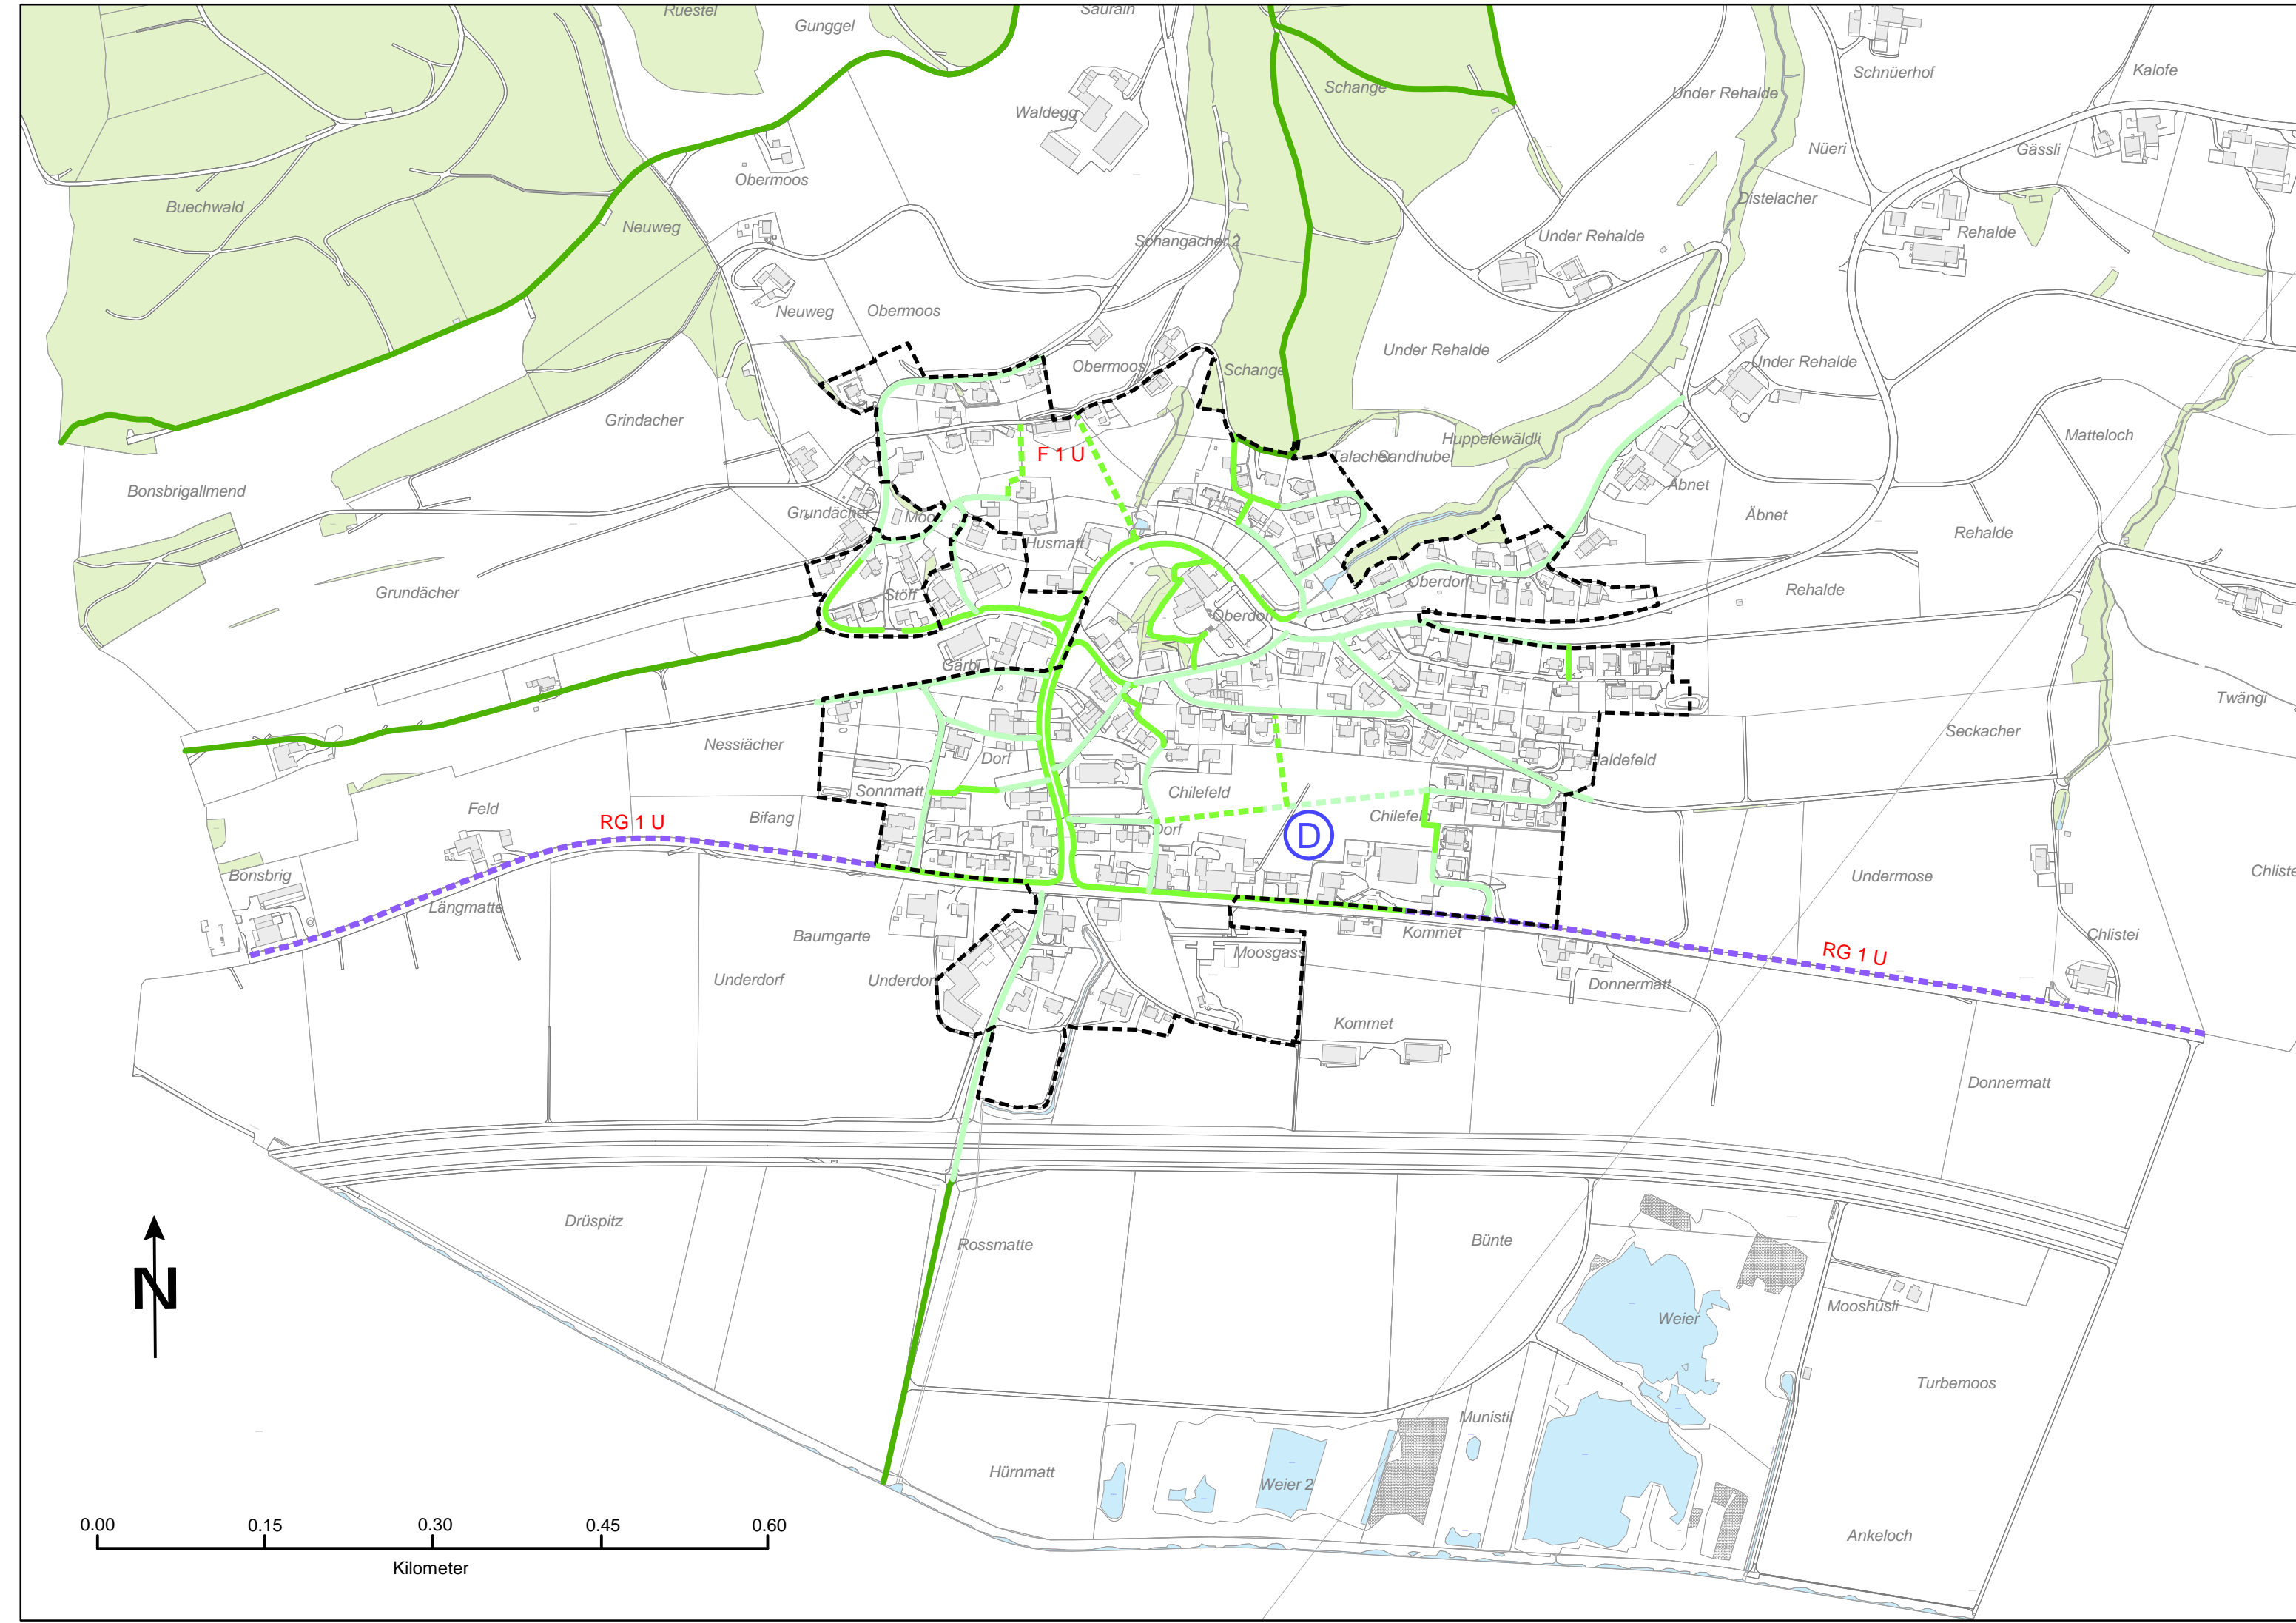 Ruestel
Gunggel
Saurain
Schnüerhof
Kalofe
Schange
Under Rehalde
Waldegg
Nüeri
Gässli
Obermoos
Buechwald
Neuweg
Distelacher
Rehalde
Schangacher 2
Under Rehalde
Neuweg
Obermoos
Under Rehalde
Under Rehalde
Obermoos
Schange
Grindacher
Huppelewäldli
Matteloch
F 1 U
Sandhubel
Bonsbrigallmend
Äbnet
Grundächer
Husmatt
Äbnet
Rehalde
Grundächer
Stöff
Oberdorf
Rehalde
Oberdorf
Gärbi
Twängi
Nessiächer
Dorf
Haldefeld
Seckacher
Sonnmatt
Chilefeld
Feld
RG 1 U
Bifang
Dorf
D
Chilefeld
Bonsbrig
Undermose
Längmatte
Baumgarte
Kommet
Chlistei
Moosgass
RG 1 U
Underdorf
Donnermatt
Kommet
Donnermatt
Drüspitz
Rossmatte
Bünte
N
Weier
Mooshüsli
Turbemoos
Munistil
Hürnmatt
Weier 2
0.00 0.15 0.30 0.45 0.60
Ankeloch
Kilometer